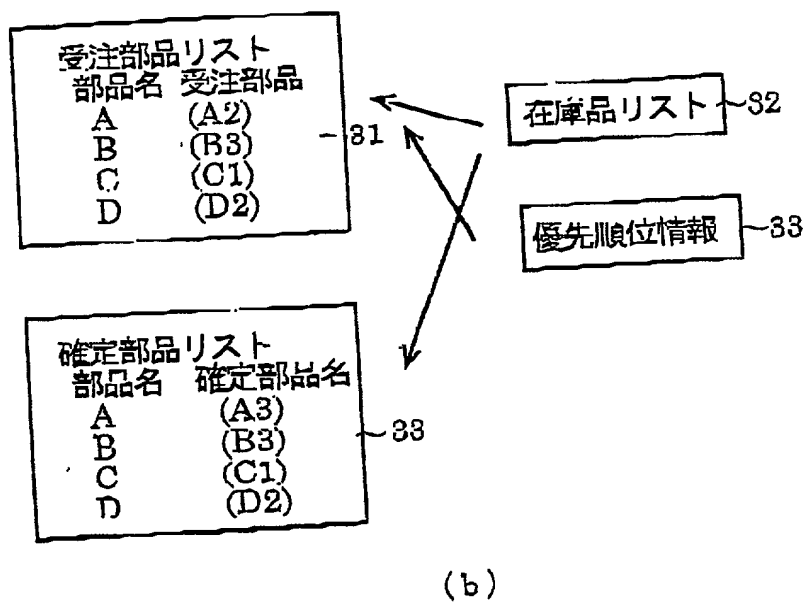 受注部品リスト
部品名 受注部品
A (A2)
B (B3)
C (C1)
D (D2)
31
在庫品リスト
32
優先順位情報
33
確定部品リスト
部品名 確定部品名
A (A3)
B (B3)
C (C1)
D (D2)
33
(b)